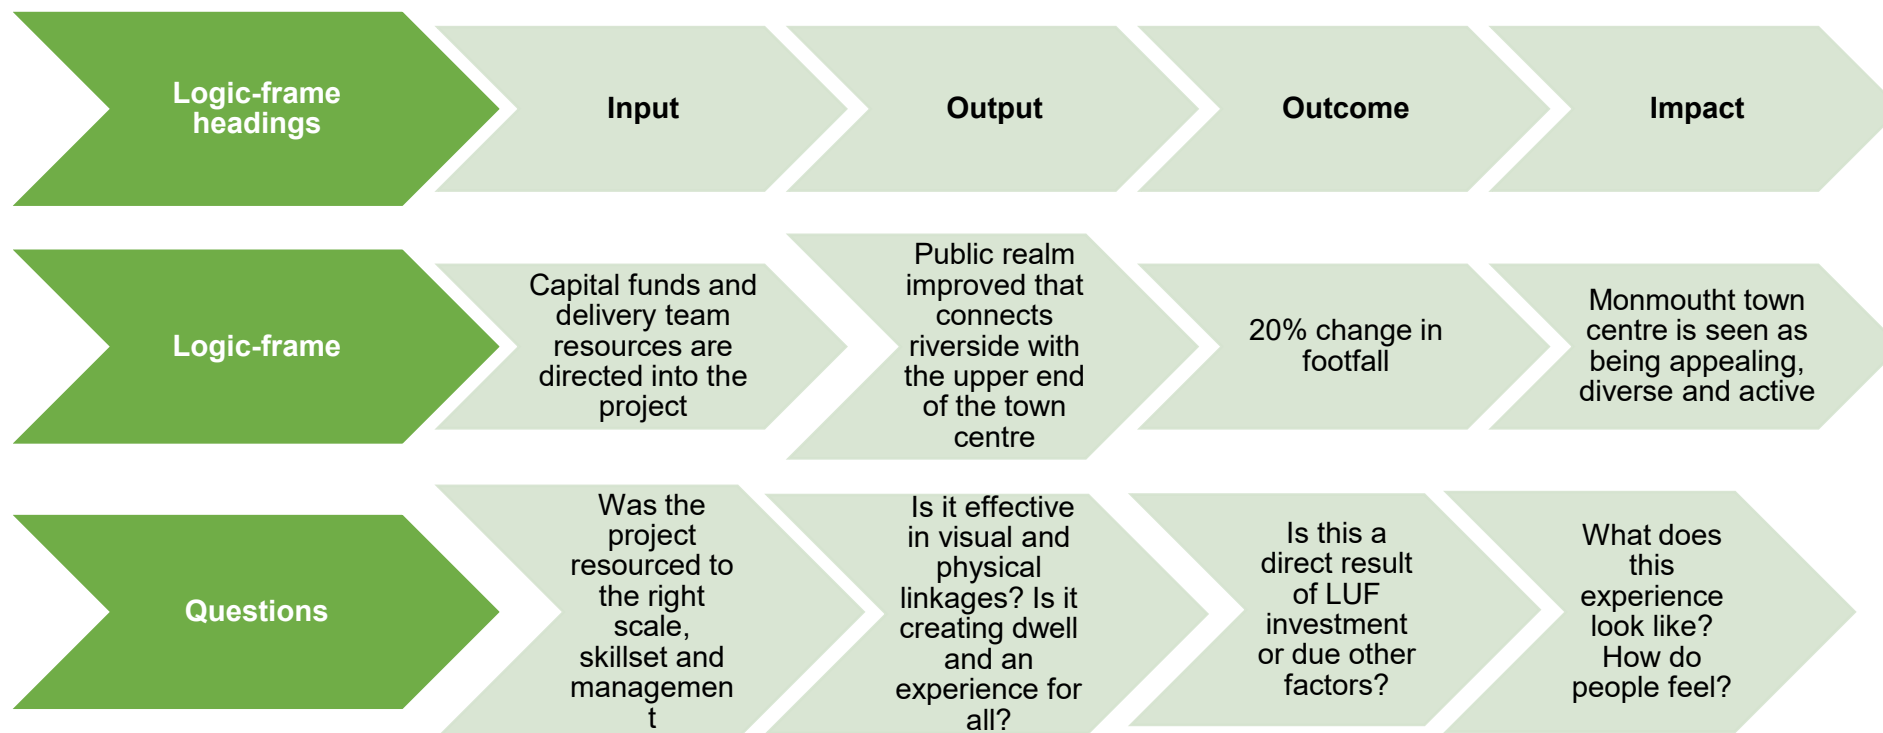 Logic-frame
headings
Input
Output
Outcome
Impact
Logic-frame
Capital funds and
delivery team
resources are
directed into the
project
Public realm
improved that
connects
riverside with
the upper end
of the town
centre
20% change in
footfall
Monmoutht town
centre is seen as
being appealing,
diverse and active
Questions
Was the
project
resourced to
the right
scale,
skillset and
managemen
t
Is it effective
in visual and
physical
linkages? Is it
creating dwell
and an
experience for
all?
Is this a
direct result
of LUF
investment
or due other
factors?
What does
this
experience
look like?
How do
people feel?